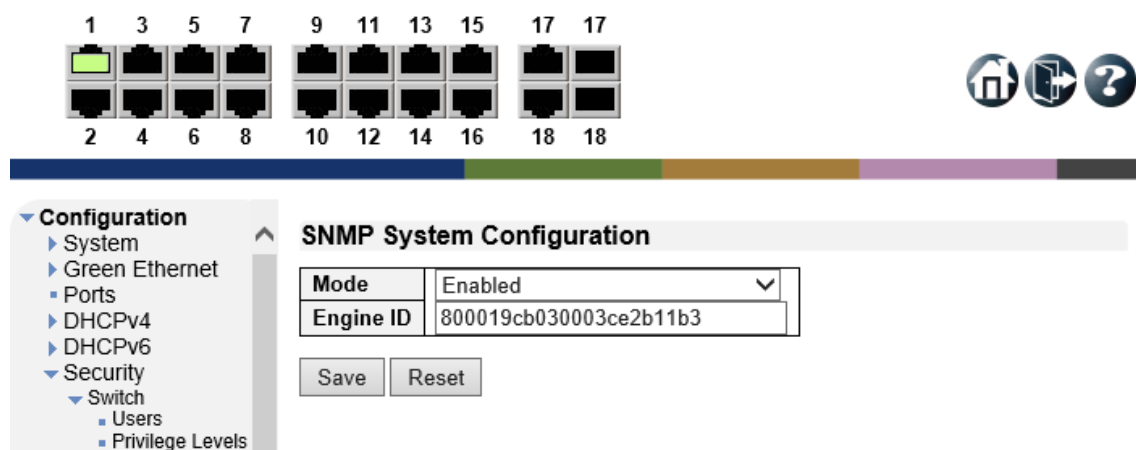 1 3 5 7 9 11 13 15 17 17
2 4 6 8 10 12 14 16 18 18
?
Configuration
System
Green Ethernet
Ports
DHCPv4
DHCPv6
Security
Switch
Users
Privilege Levels
SNMP System Configuration
Mode Enabled
Engine ID 800019cb030003ce2b11b3
Save Reset